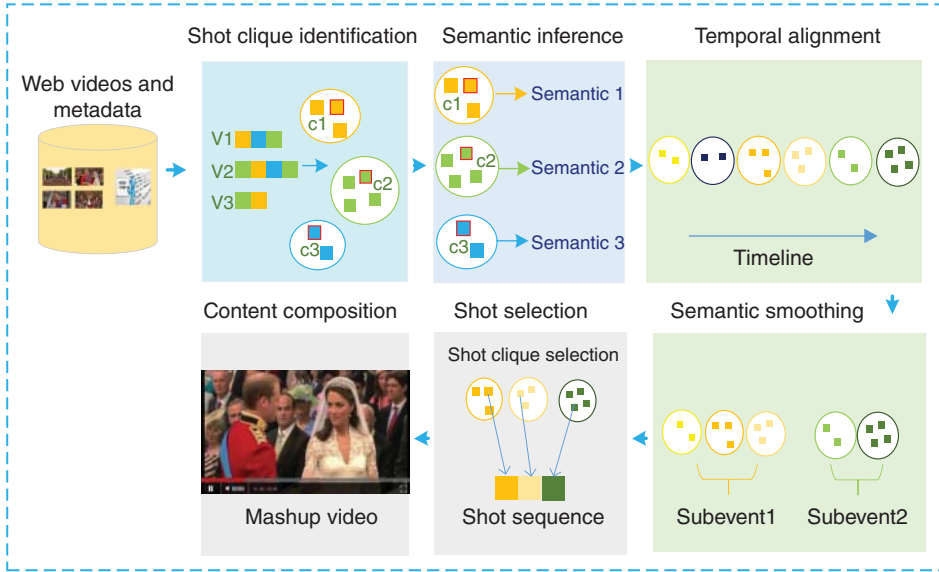 Shot clique identification
Semantic inference
Temporal alignment
Web videos and
metadata
V1
V2
V3
c1
c2
c3
c1
Semantic 1
c2
Semantic 2
c3
Semantic 3
Timeline
Content composition
Shot selection
Semantic smoothing
Shot clique selection
Mashup video
Shot sequence
Subevent1
Subevent2